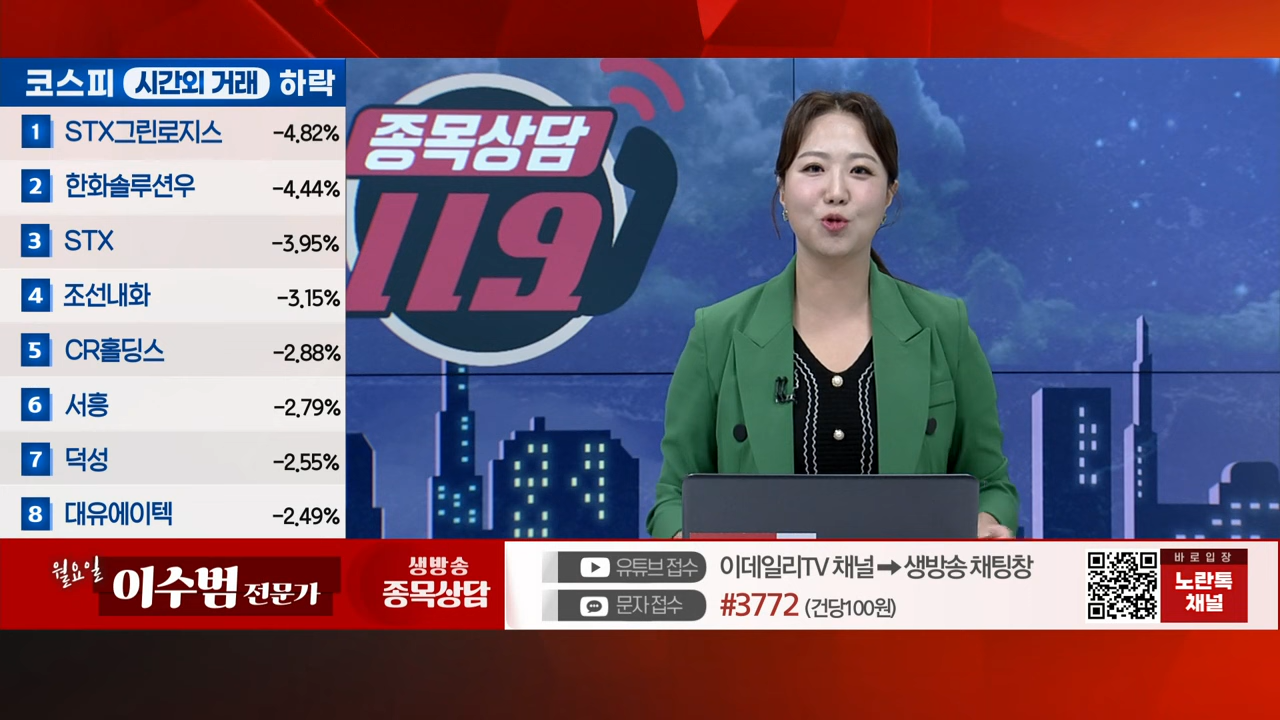 코스피 시간외 거래 하락
1 STX그린로지스 -4.82%
2 한화솔루션우 -4.44%
3 STX -3.95%
4 조선내화 -3.15%
5 CR홀딩스 -2.88%
6 서흥 -2.79%
7 덕성 -2.55%
8 대유에이텍 -2.49%
종목상담
119
월요일 이수범 전문가
생방송
종목상담
유튜브 접수 이데일리TV 채널 ➡ 생방송 채팅창
문자 접수 #3772 (건당100원)
바로입장
노란톡
채널